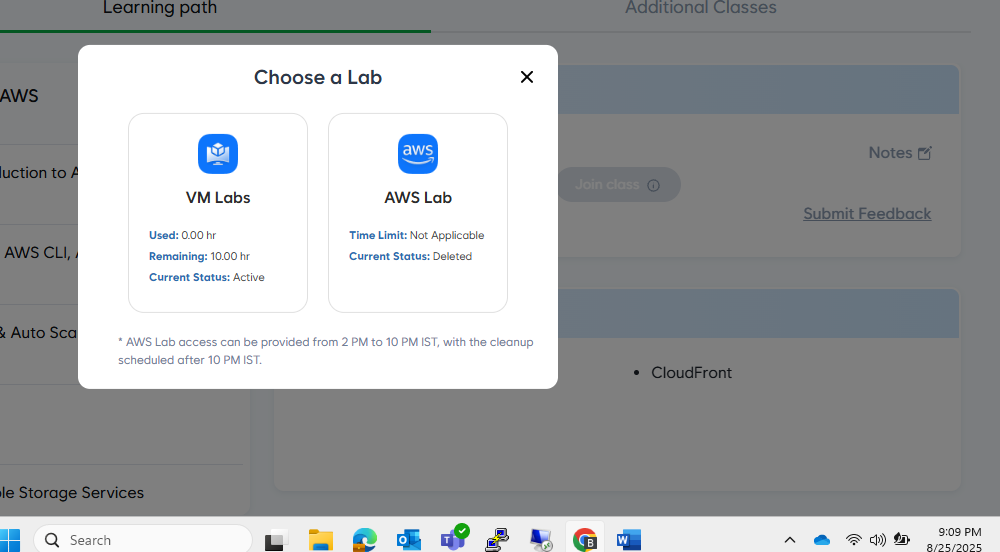 Learning path
Additional Classes
Choose a Lab
AWS
VM Labs
Used: 0.00 hr
Remaining: 10.00 hr
Current Status: Active
aws
AWS Lab
Time Limit: Not Applicable
Current Status: Deleted
* AWS Lab access can be provided from 2 PM to 10 PM IST, with the cleanup
scheduled after 10 PM IST.
uction to A
AWS CLI, A
& Auto Sca
le Storage Services
Notes
Join class
Submit Feedback
• CloudFront
Search
9:09 PM
8/25/2025